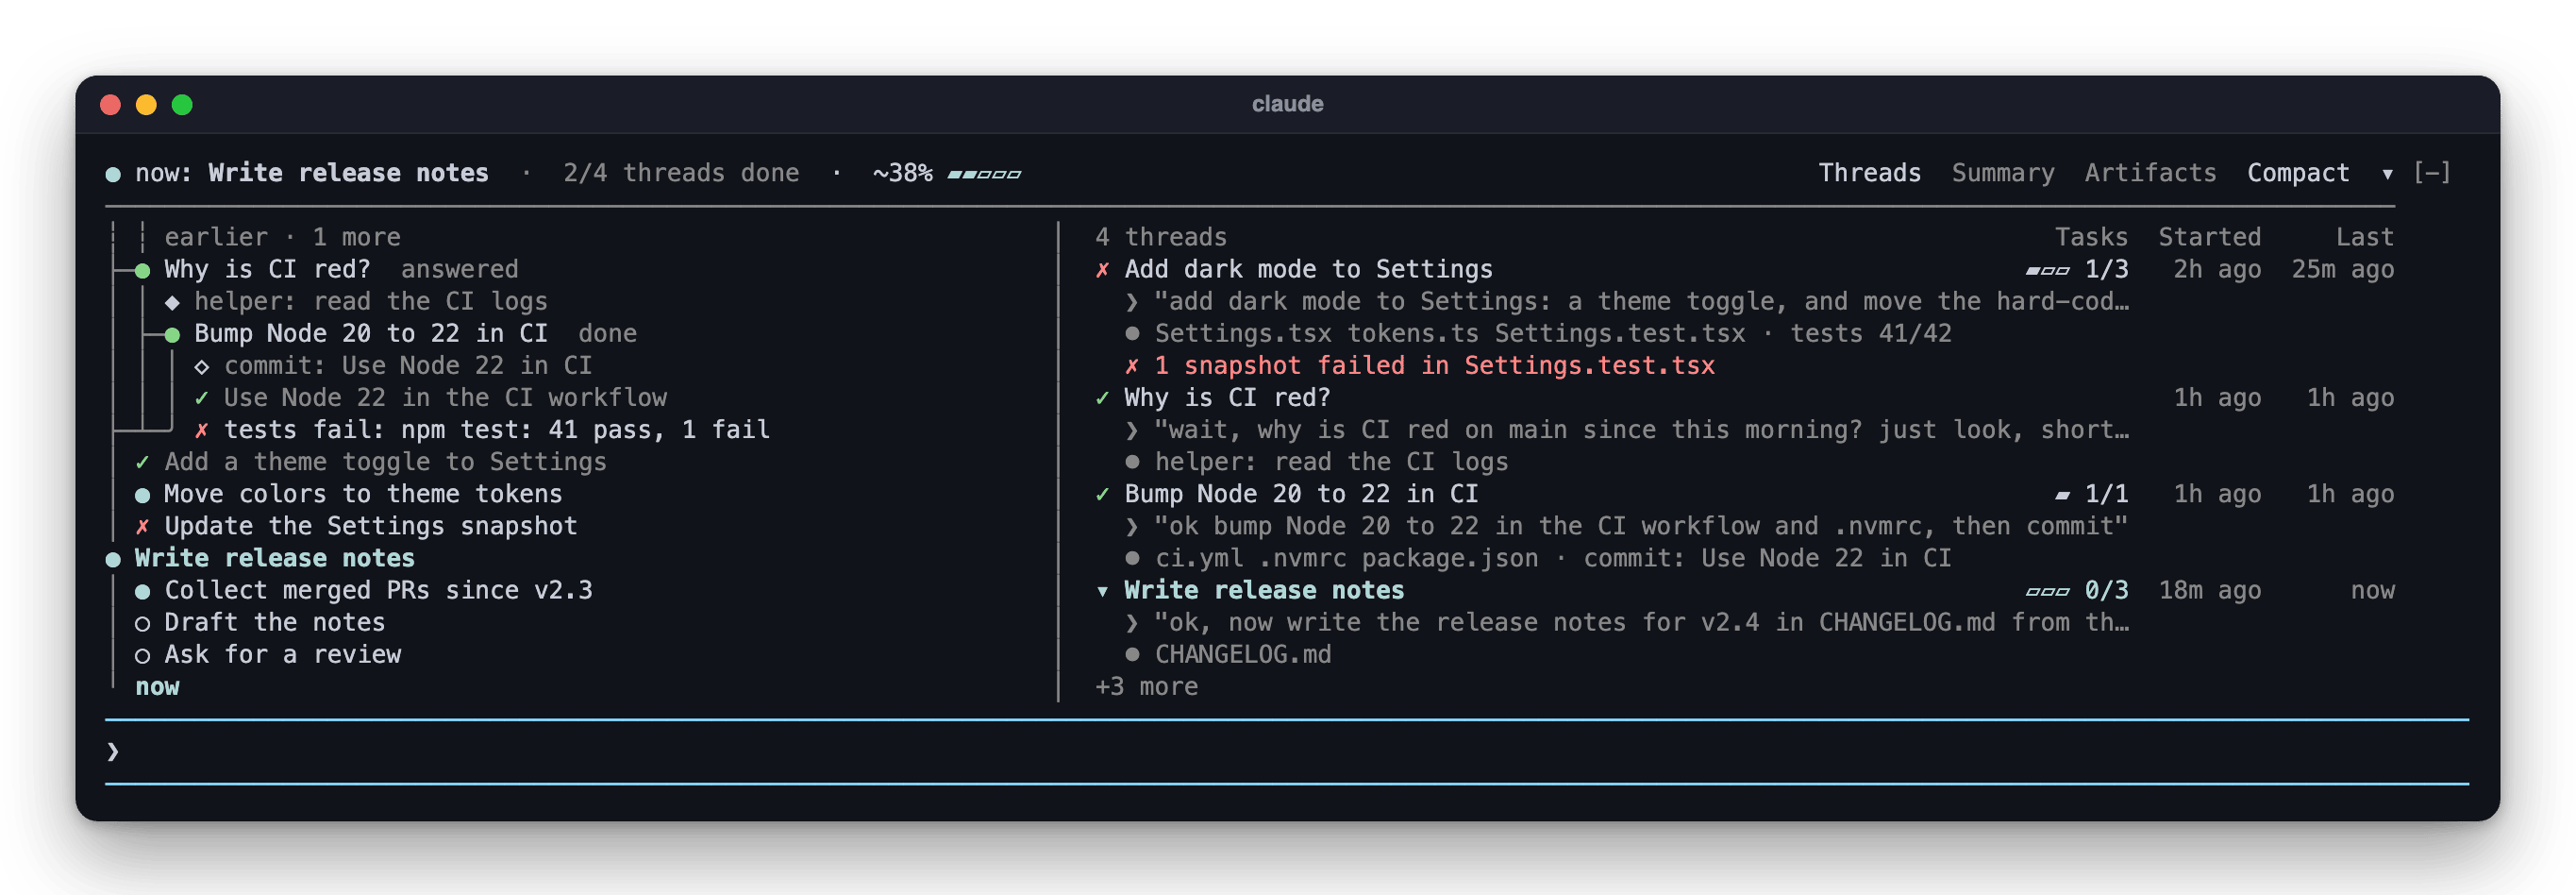 claude
● now: Write release notes · 2/4 threads done · ~38% ▰▰▱▱▱ Threads Summary Artifacts Compact ▾ [–]
earlier · 1 more
● Why is CI red? answered
◆ helper: read the CI logs
● Bump Node 20 to 22 in CI done
◇ commit: Use Node 22 in CI
✓ Use Node 22 in the CI workflow
✗ tests fail: npm test: 41 pass, 1 fail
✓ Add a theme toggle to Settings
● Move colors to theme tokens
✗ Update the Settings snapshot
● Write release notes
● Collect merged PRs since v2.3
○ Draft the notes
○ Ask for a review
now
4 threads Tasks Started Last
✗ Add dark mode to Settings ▰▱▱ 1/3 2h ago 25m ago
❯ "add dark mode to Settings: a theme toggle, and move the hard–cod…
● Settings.tsx tokens.ts Settings.test.tsx · tests 41/42
✗ 1 snapshot failed in Settings.test.tsx
✓ Why is CI red? 1h ago 1h ago
❯ "wait, why is CI red on main since this morning? just look, short…
● helper: read the CI logs
✓ Bump Node 20 to 22 in CI ▰ 1/1 1h ago 1h ago
❯ "ok bump Node 20 to 22 in the CI workflow and .nvmrc, then commit"
● ci.yml .nvmrc package.json · commit: Use Node 22 in CI
▾ Write release notes ▱▱▱ 0/3 18m ago now
❯ "ok, now write the release notes for v2.4 in CHANGELOG.md from th…
● CHANGELOG.md
+3 more
❯